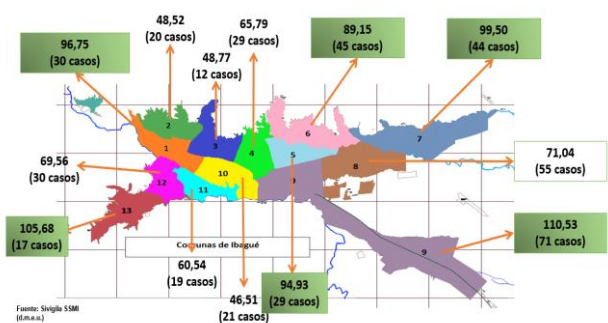 48,52
(20 casos)
65,79
(29 casos)
89,15
(45 casos)
99,50
(44 casos)
96,75
(30 casos)
48,77
(12 casos)
2
3
6
7
1
4
5
69,56
(30 casos)
10
8
71,04
(55 casos)
12
11
9
13
105,68
(17 casos)
Comunas de Ibagué
9
110,53
(71 casos)
60,54
(19 casos)
46,51
(21 casos)
94,93
(29 casos)
Fuente: Sivigila SSMI
(d.m.e.u.)